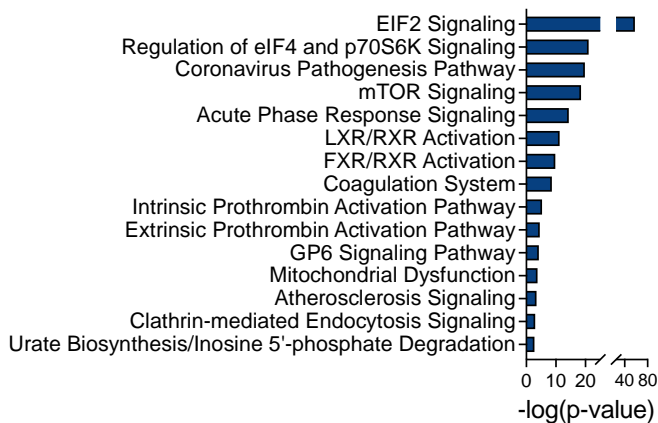 EIF2 Signaling
Regulation of eIF4 and p70S6K Signaling
Coronavirus Pathogenesis Pathway
mTOR Signaling
Acute Phase Response Signaling
LXR/RXR Activation
FXR/RXR Activation
Coagulation System
Intrinsic Prothrombin Activation Pathway
Extrinsic Prothrombin Activation Pathway
GP6 Signaling Pathway
Mitochondrial Dysfunction
Atherosclerosis Signaling
Clathrin-mediated Endocytosis Signaling
Urate Biosynthesis/Inosine 5'-phosphate Degradation
0 10 20 40 80
-log(p-value)